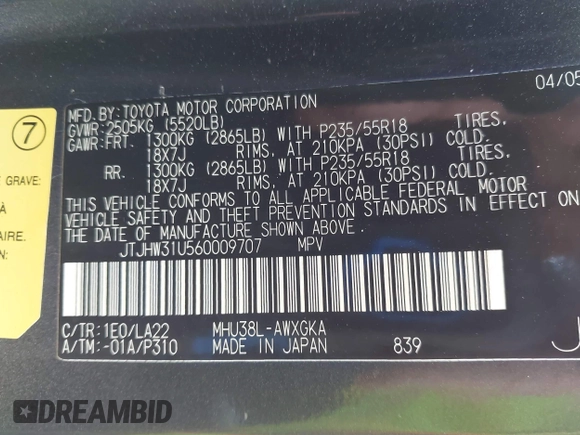 04/05
MFD.BY:TOYOTA MOTOR CORPORATION
GVWR:2505KG (5520LB)
GAWR:FRT. 1300KG (2865LB) WITH P235/55R18 TIRES,
18X7J RIMS, AT 210KPA (30PSI) COLD.
RR. 1300KG (2865LB) WITH P235/55R18 TIRES,
18X7J RIMS, AT 210KPA (30PSI) COLD.
THIS VEHICLE CONFORMS TO ALL APPLICABLE FEDERAL MOTOR
VEHICLE SAFETY AND THEFT PREVENTION STANDARDS IN EFFECT ON
THE DATE OF MANUFACTURE SHOWN ABOVE.
JTJHW31U560009707 MPV
C/TR:1E0/LA22 MHU38L-AWXGKA
A/TM:-01A/P310 MADE IN JAPAN 839
J
7
GRAVE:
À
AIRE.
N:
DREAMBID